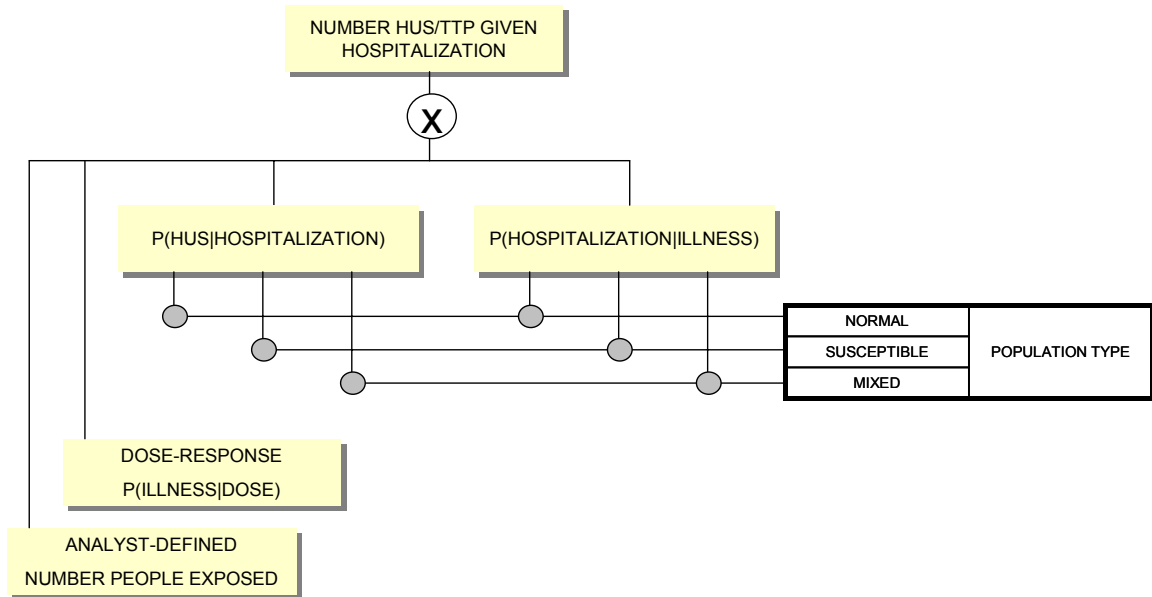 NUMBER HUS/TTP GIVEN
HOSPITALIZATION
X
P(HUS|HOSPITALIZATION)
P(HOSPITALIZATION|ILLNESS)
NORMAL
SUSCEPTIBLE
MIXED
POPULATION TYPE
DOSE-RESPONSE
P(ILLNESS|DOSE)
ANALYST-DEFINED
NUMBER PEOPLE EXPOSED